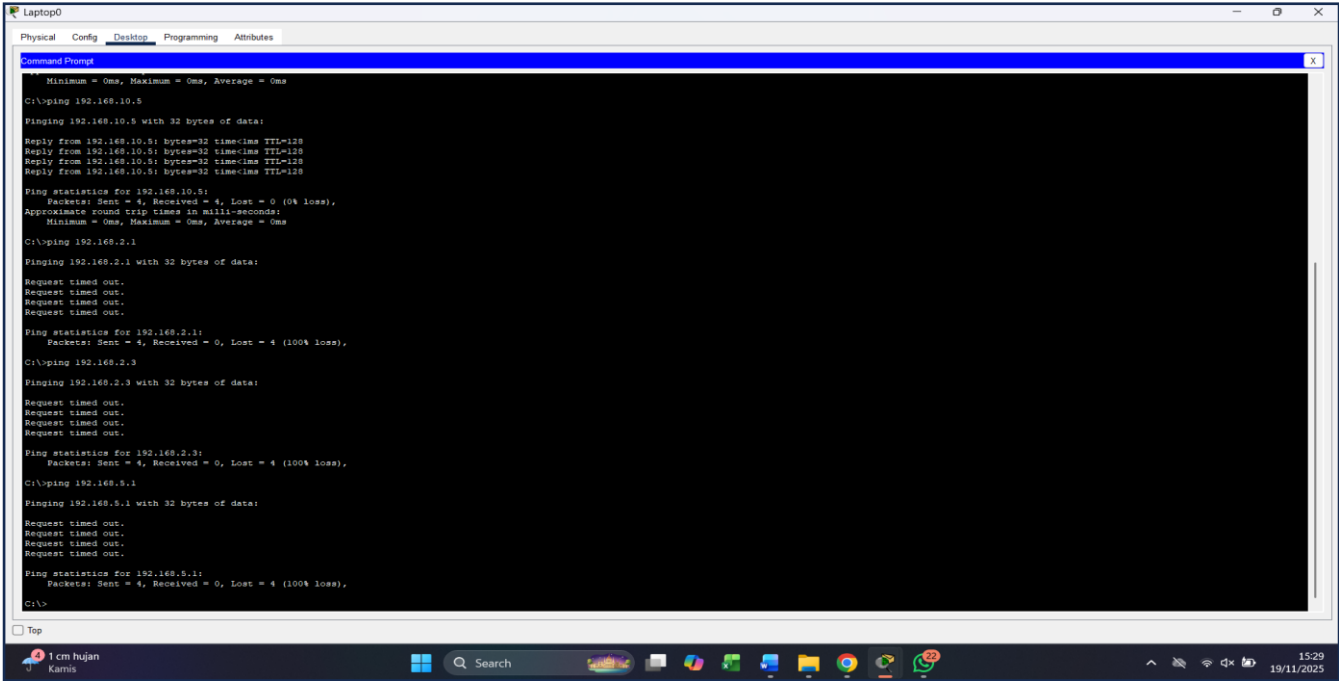 Laptop0
Physical Config Desktop Programming Attributes
Command Prompt
X
Minimum = 0ms, Maximum = 0ms, Average = 0ms
C:\>ping 192.168.10.5
Pinging 192.168.10.5 with 32 bytes of data:
Reply from 192.168.10.5: bytes=32 time<1ms TTL=128
Reply from 192.168.10.5: bytes=32 time<1ms TTL=128
Reply from 192.168.10.5: bytes=32 time<1ms TTL=128
Reply from 192.168.10.5: bytes=32 time<1ms TTL=128
Ping statistics for 192.168.10.5:
Packets: Sent = 4, Received = 4, Lost = 0 (0% loss),
Approximate round trip times in milli-seconds:
Minimum = 0ms, Maximum = 0ms, Average = 0ms
C:\>ping 192.168.2.1
Pinging 192.168.2.1 with 32 bytes of data:
Request timed out.
Request timed out.
Request timed out.
Request timed out.
Ping statistics for 192.168.2.1:
Packets: Sent = 4, Received = 0, Lost = 4 (100% loss),
C:\>ping 192.168.2.3
Pinging 192.168.2.3 with 32 bytes of data:
Request timed out.
Request timed out.
Request timed out.
Request timed out.
Ping statistics for 192.168.2.3:
Packets: Sent = 4, Received = 0, Lost = 4 (100% loss),
C:\>ping 192.168.5.1
Pinging 192.168.5.1 with 32 bytes of data:
Request timed out.
Request timed out.
Request timed out.
Request timed out.
Ping statistics for 192.168.5.1:
Packets: Sent = 4, Received = 0, Lost = 4 (100% loss),
C:\>
Top
4
1 cm hujan
Kamis
Search
22
15:29
19/11/2025